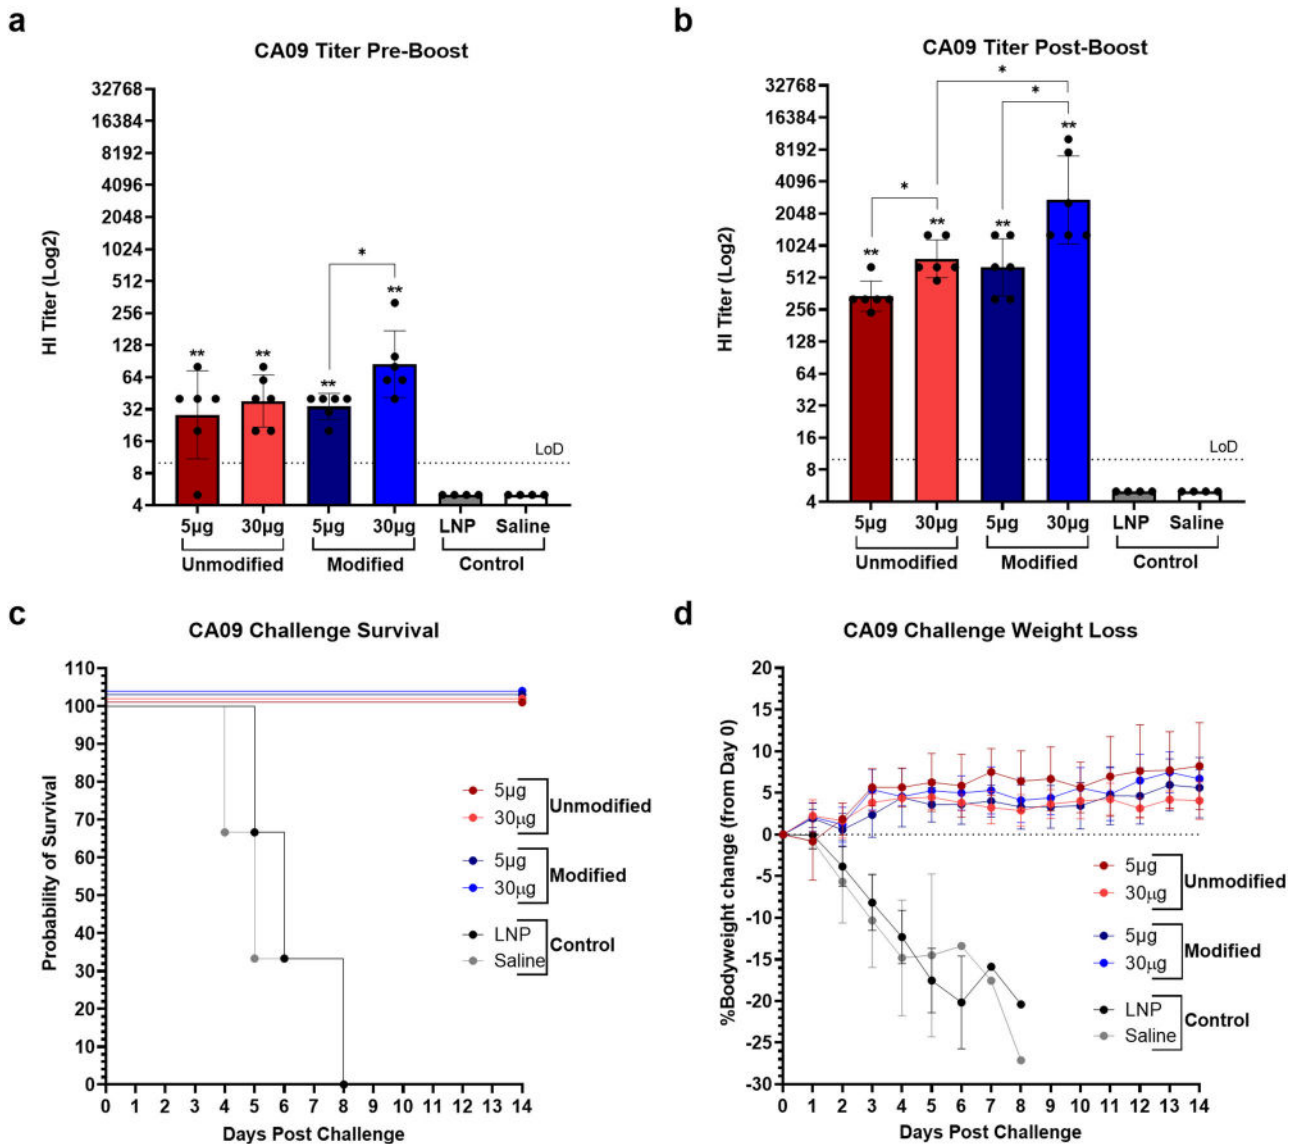 a
CA09 Titer Pre-Boost
HI Titer (Log2)
32768
16384
8192
4096
2048
1024
512
256
128
64
32
16
8
4
**
**
**
*
**
LoD
5µg 30µg 5µg 30µg LNP Saline
Unmodified Modified Control
b
CA09 Titer Post-Boost
HI Titer (Log2)
32768
16384
8192
4096
2048
1024
512
256
128
64
32
16
8
4
*
*
**
*
**
**
**
LoD
5µg 30µg 5µg 30µg LNP Saline
Unmodified Modified Control
c
CA09 Challenge Survival
Probability of Survival
110
100
90
80
70
60
50
40
30
20
10
0
5µg
30µg
Unmodified
5µg
30µg
Modified
LNP
Saline
Control
0 1 2 3 4 5 6 7 8 9 10 11 12 13 14
Days Post Challenge
d
CA09 Challenge Weight Loss
%Bodyweight change (from Day 0)
20
15
10
5
0
-5
-10
-15
-20
-25
-30
5µg
30µg
Unmodified
5µg
30µg
Modified
LNP
Saline
Control
0 1 2 3 4 5 6 7 8 9 10 11 12 13 14
Days Post Challenge